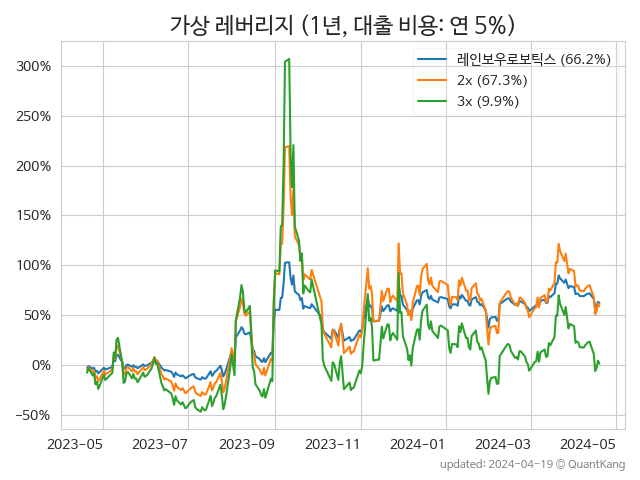 가상 레버리지 (1년, 대출 비용: 연 5%)
레인보우로보틱스 (66.2%)
2x (67.3%)
3x (9.9%)
300%
250%
200%
150%
100%
50%
0%
−50%
2023-05 2023-07 2023-09 2023-11 2024-01 2024-03 2024-05
updated: 2024-04-19 © QuantKang